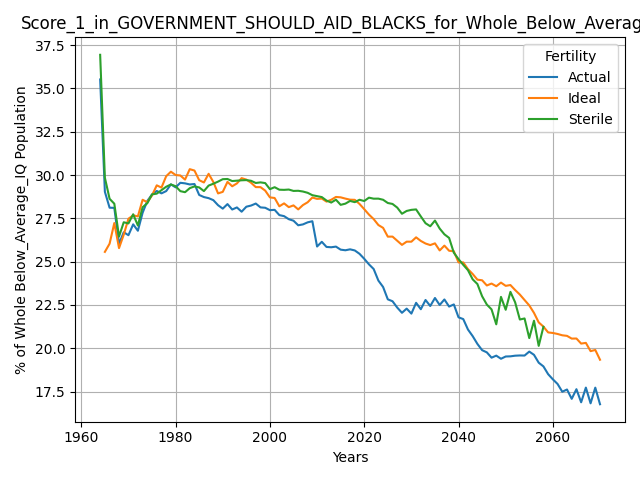 Score_1_in_GOVERNMENT_SHOULD_AID_BLACKS_for_Whole_Below_Averag
37.5
35.0
32.5
30.0
27.5
25.0
22.5
20.0
17.5
% of Whole Below_Average_IQ Population
Fertility
Actual
Ideal
Sterile
1960 1980 2000 2020 2040 2060
Years